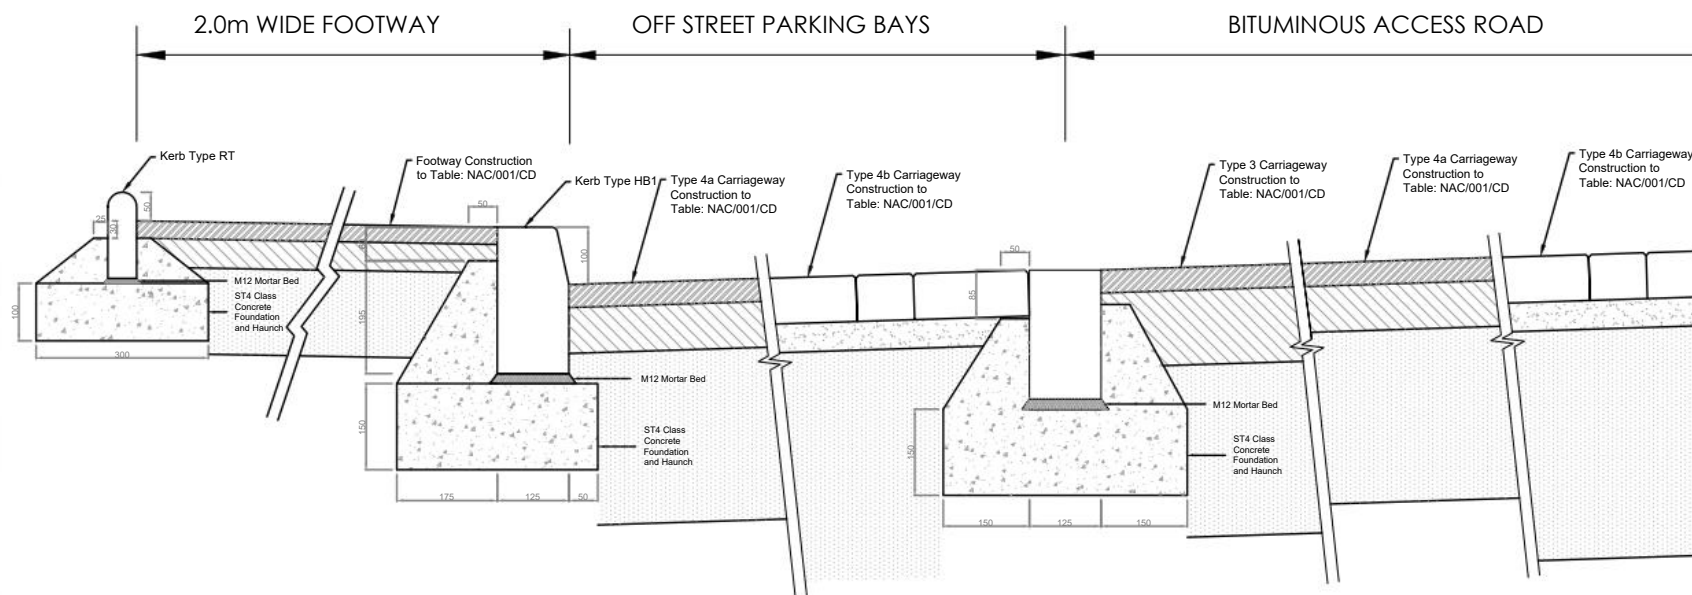 2.0m WIDE FOOTWAY
OFF STREET PARKING BAYS
BITUMINOUS ACCESS ROAD
Kerb Type RT
Footway Construction
to Table: NAC/001/CD
Kerb Type HB1
Type 4a Carriageway
Construction to
Table: NAC/001/CD
Type 4b Carriageway
Construction to
Table: NAC/001/CD
Type 3 Carriageway
Construction to
Table: NAC/001/CD
Type 4a Carriageway
Construction to
Table: NAC/001/CD
Type 4b Carriageway
Construction to
Table: NAC/001/CD
50
30
50
100
50
85
195
M12 Mortar Bed
ST4 Class
Concrete
Foundation
and Haunch
100
300
M12 Mortar Bed
150
ST4 Class
Concrete
Foundation
and Haunch
175
125
50
M12 Mortar Bed
150
ST4 Class
Concrete
Foundation
and Haunch
150
125
150